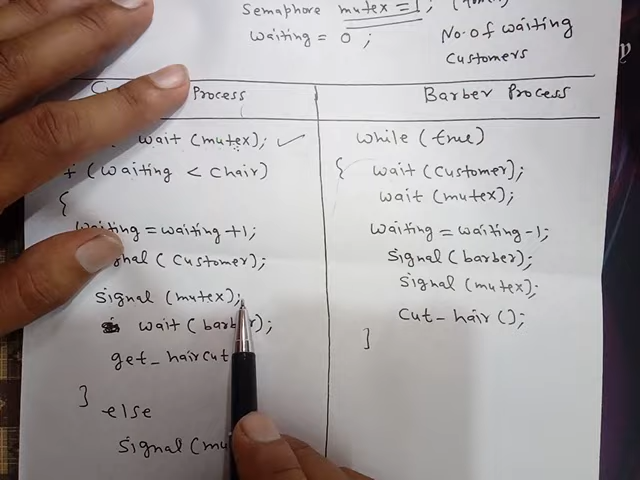 Semaphore mutex = 1;
Waiting = 0 ;
No. of waiting
Customers
Process
Barber Process
wait (mutex);
(waiting < chair)
{
waiting = waiting +1;
(Customer);
Signal (mutex);
wait (barber);
get_haircut
}
else
Signal (mu
while (true)
{ wait (Customer);
wait (mutex);
waiting = waiting -1;
Signal (barber);
Signal (mutex);
Cut_hair ();
}